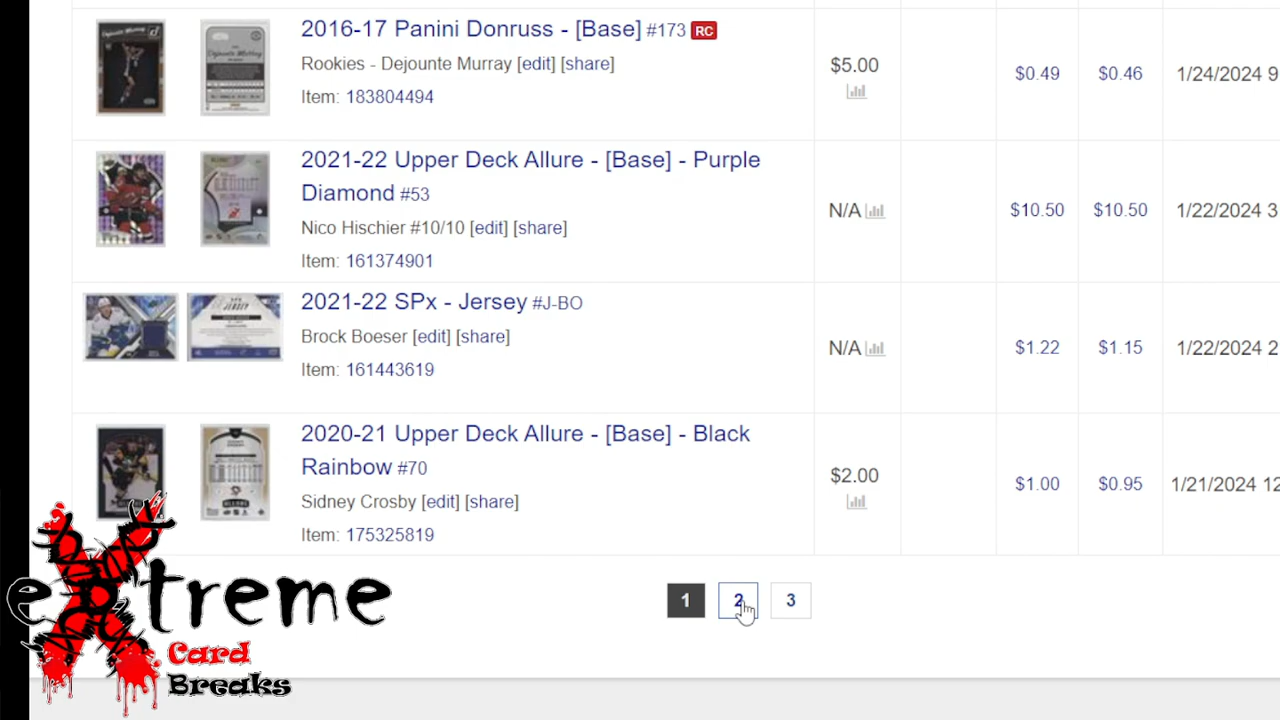 2016-17 Panini Donruss - [Base] #173 RC
Rookies - Dejounte Murray [edit] [share]
Item: 183804494
$5.00
$0.49
$0.46
1/24/2024 9
2021-22 Upper Deck Allure - [Base] - Purple
Diamond #53
Nico Hischier #10/10 [edit] [share]
Item: 161374901
N/A
$10.50
$10.50
1/22/2024 3
2021-22 SPx - Jersey #J-BO
Brock Boeser [edit] [share]
Item: 161443619
N/A
$1.22
$1.15
1/22/2024 2
2020-21 Upper Deck Allure - [Base] - Black
Rainbow #70
Sidney Crosby [edit] [share]
Item: 175325819
$2.00
$1.00
$0.95
1/21/2024 12
1 2 3
eXtreme
Card
Breaks